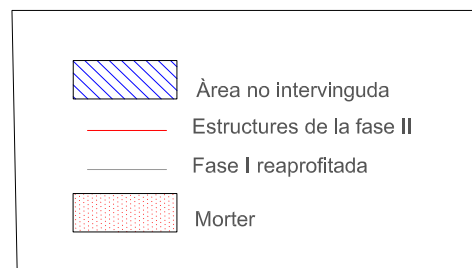 Àrea no intervinguda
Estructures de la fase II
Fase I reaprofitada
Morter